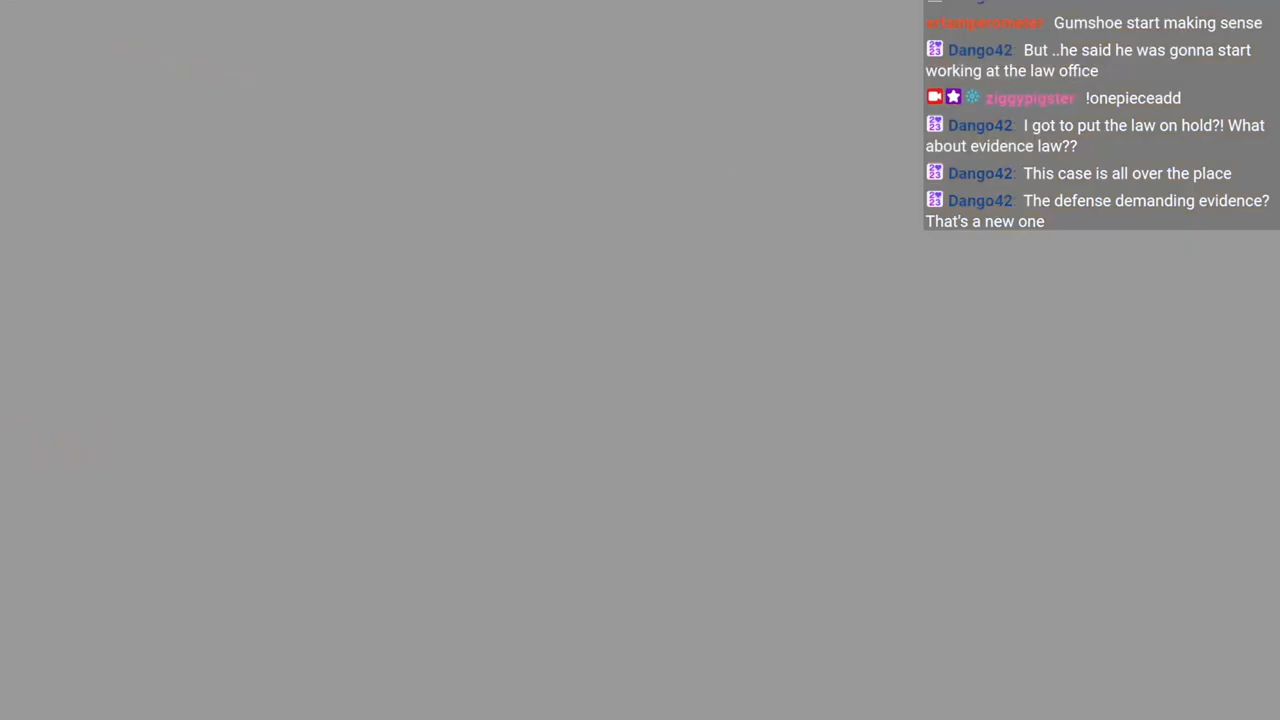 Gumshoe start making sense
Dango42: But ..he said he was gonna start
working at the law office
ziggypigster !onepieceadd
Dango42: I got to put the law on hold?! What
about evidence law??
Dango42: This case is all over the place
Dango42: The defense demanding evidence?
That's a new one